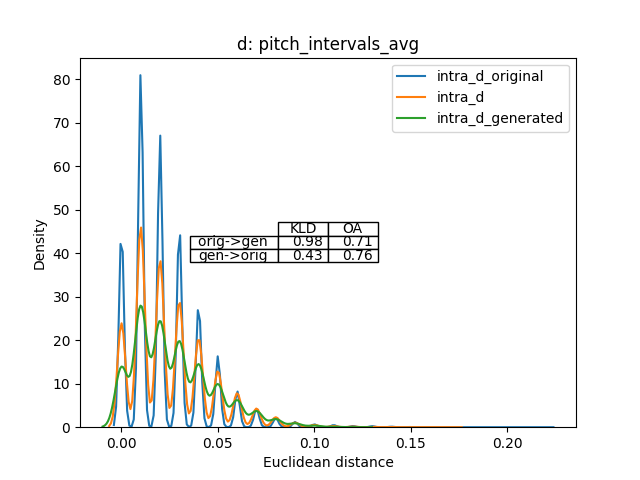 d: pitch_intervals_avg
intra_d_original
intra_d
intra_d_generated
KLD OA
orig->gen 0.98 0.71
gen->orig 0.43 0.76
Density
80
70
60
50
40
30
20
10
0
0.00 0.05 0.10 0.15 0.20
Euclidean distance